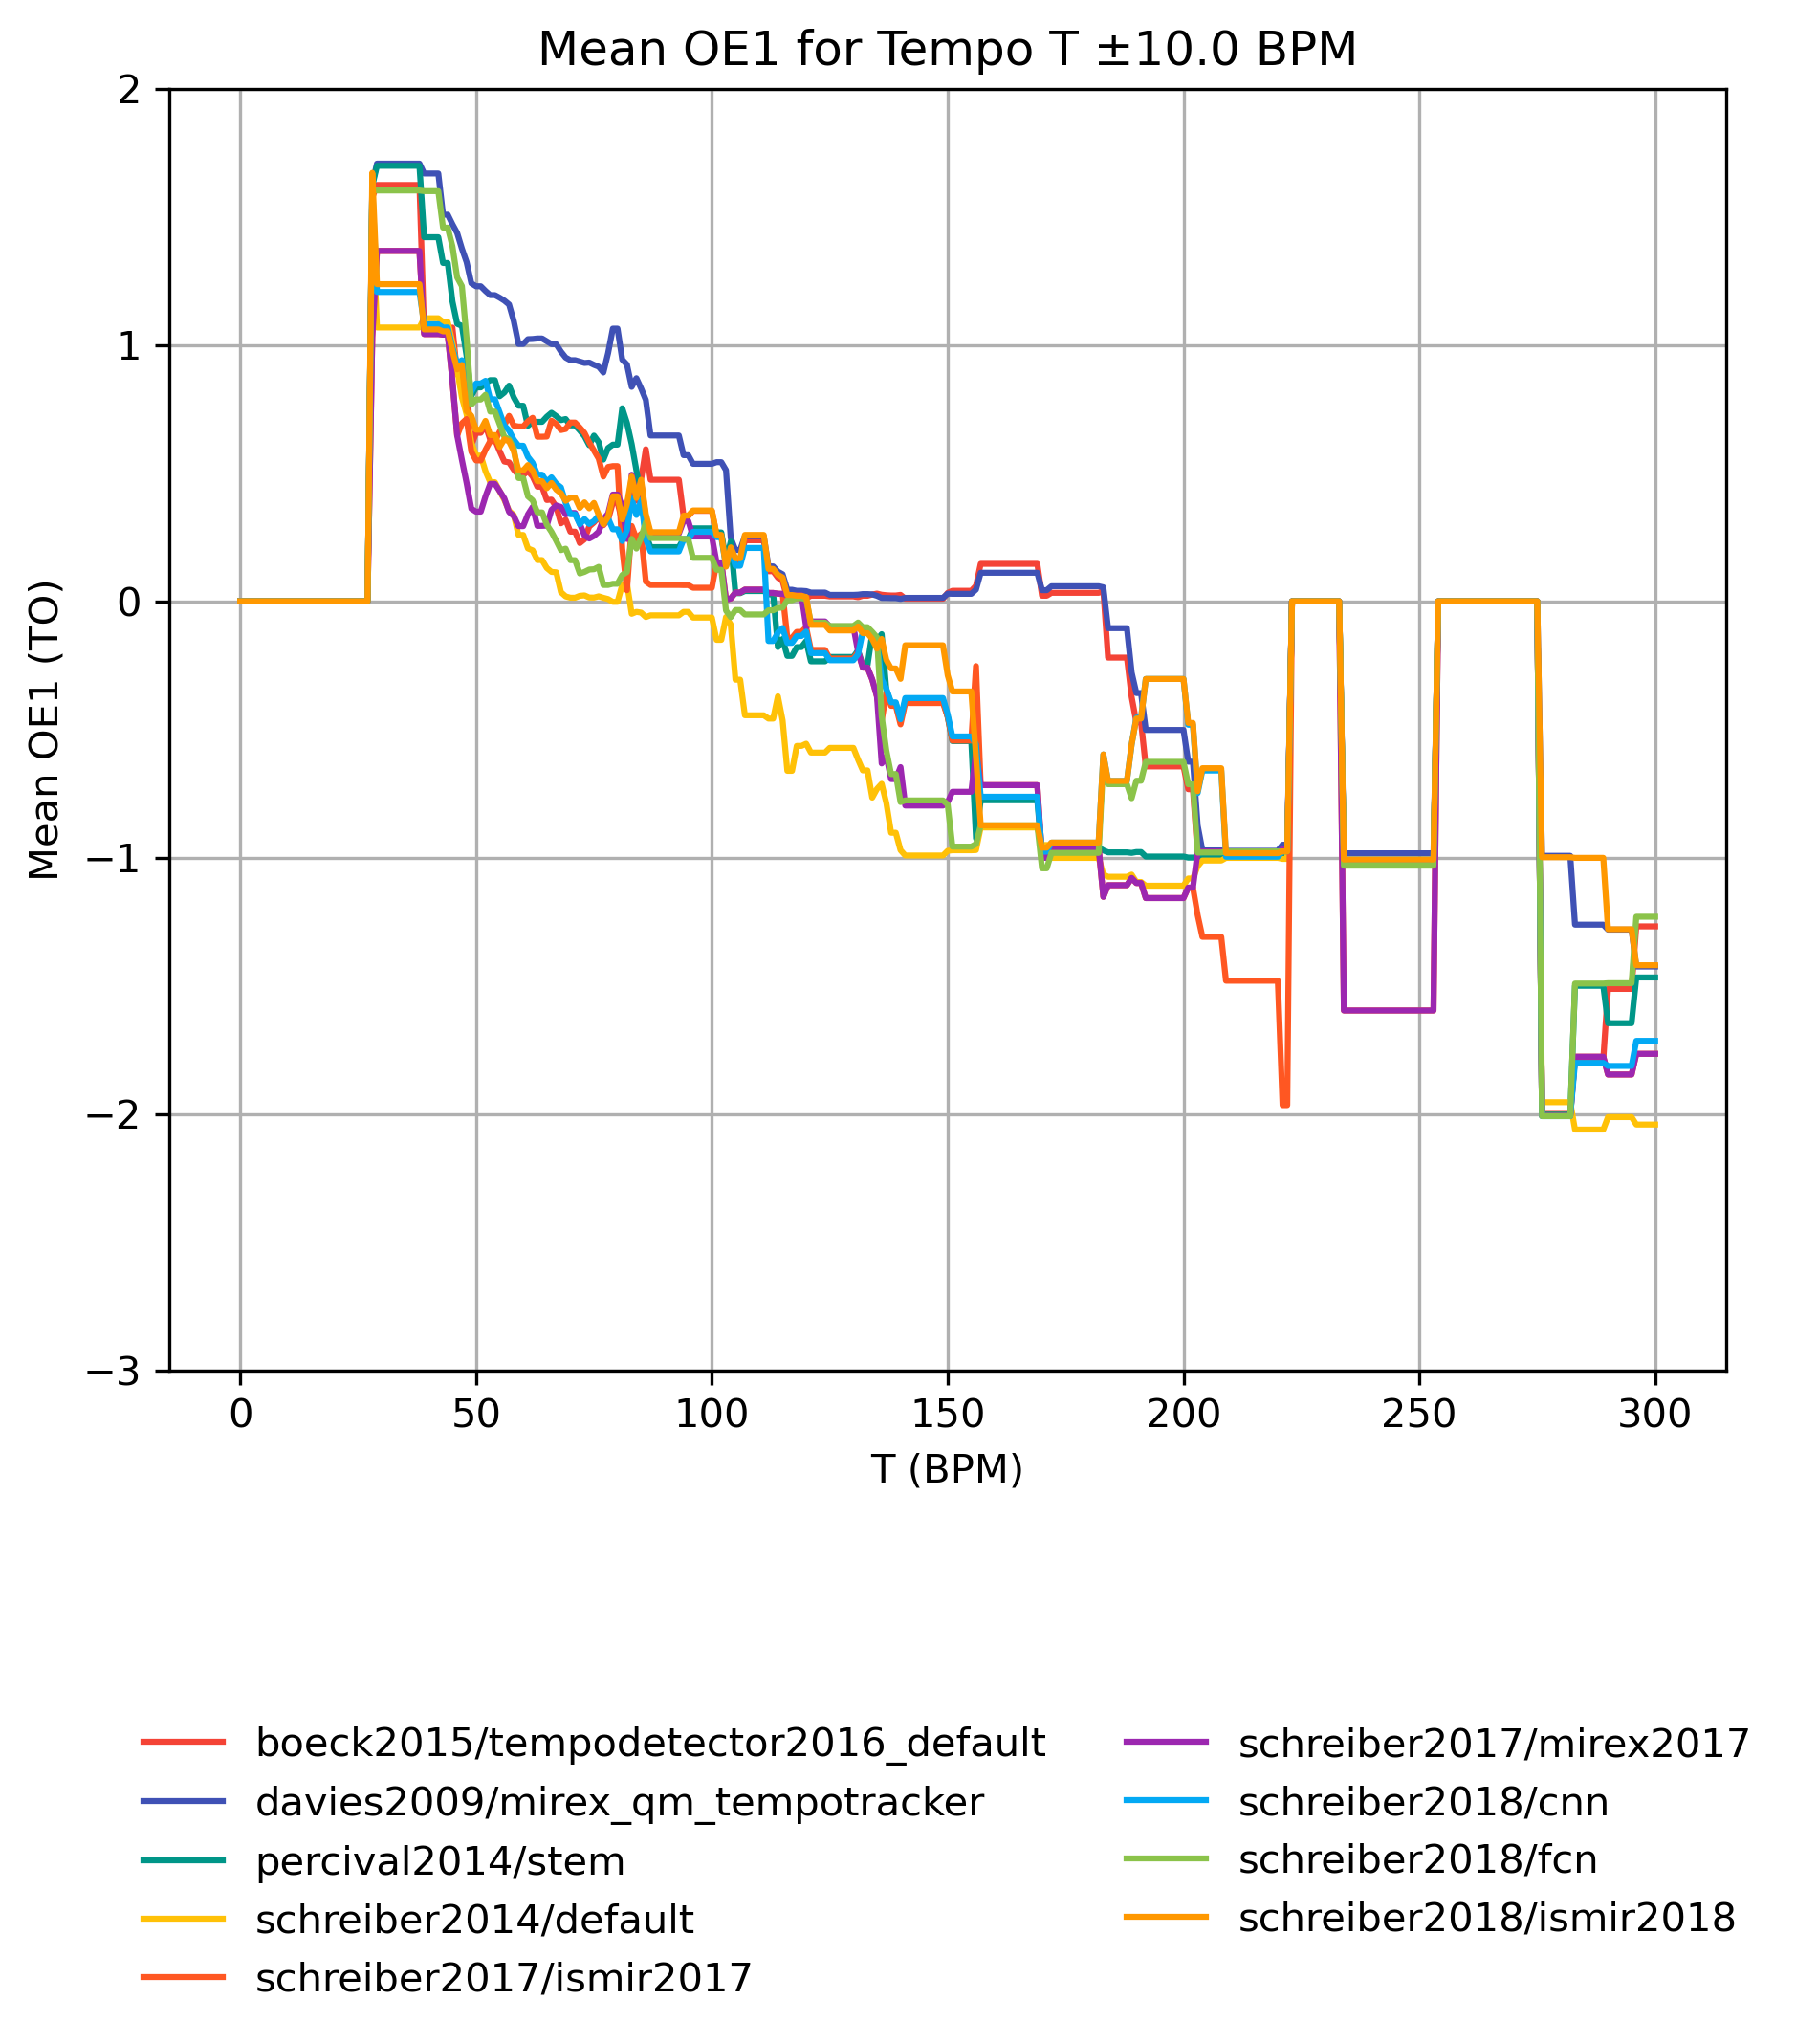 Mean OE1 for Tempo T ±10.0 BPM
Mean OE1 (TO)
2
1
0
−1
−2
−3
0 50 100 150 200 250 300
T (BPM)
boeck2015/tempodetector2016_default
davies2009/mirex_qm_tempotracker
percival2014/stem
schreiber2014/default
schreiber2017/ismir2017
schreiber2017/mirex2017
schreiber2018/cnn
schreiber2018/fcn
schreiber2018/ismir2018